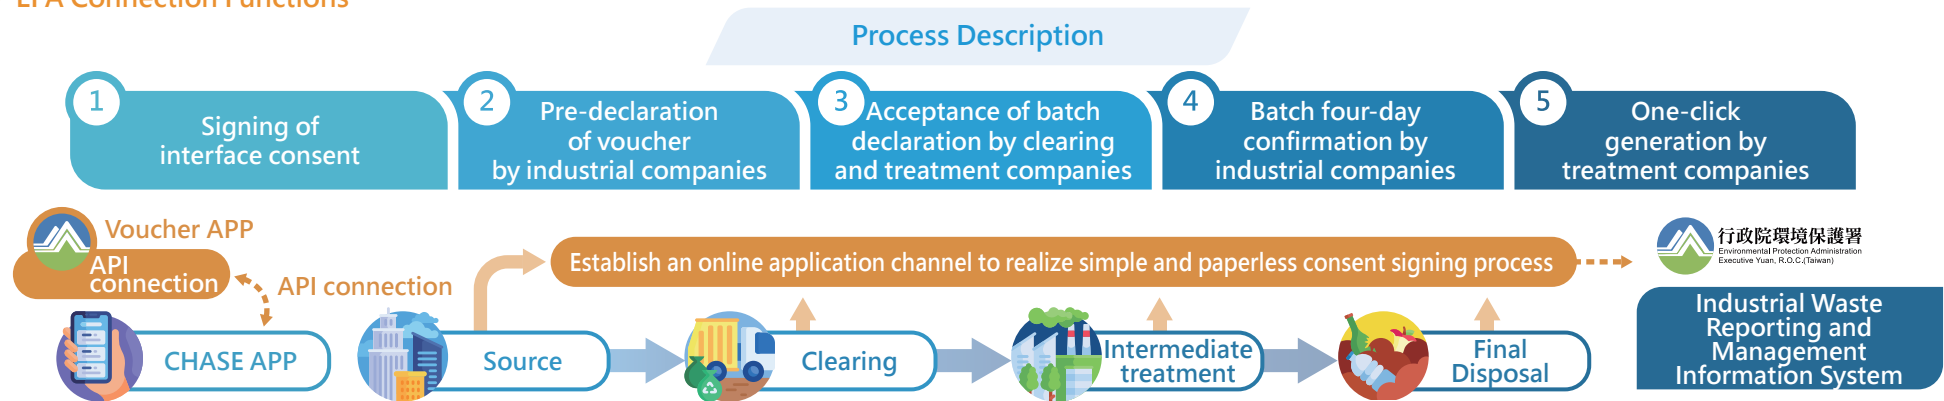 EPA Connection Functions
Process Description
1
Signing of
interface consent
2
Pre-declaration
of voucher
by industrial companies
3
Acceptance of batch
declaration by clearing
and treatment companies
4
Batch four-day
confirmation by
industrial companies
5
One-click
generation by
treatment companies
Voucher APP
API
connection
API connection
CHASE APP
Establish an online application channel to realize simple and paperless consent signing process
Source
Clearing
Intermediate
treatment
Final
Disposal
行政院環境保護署
Environmental Protection Administration
Executive Yuan, R.O.C.(Taiwan)
Industrial Waste
Reporting and
Management
Information System